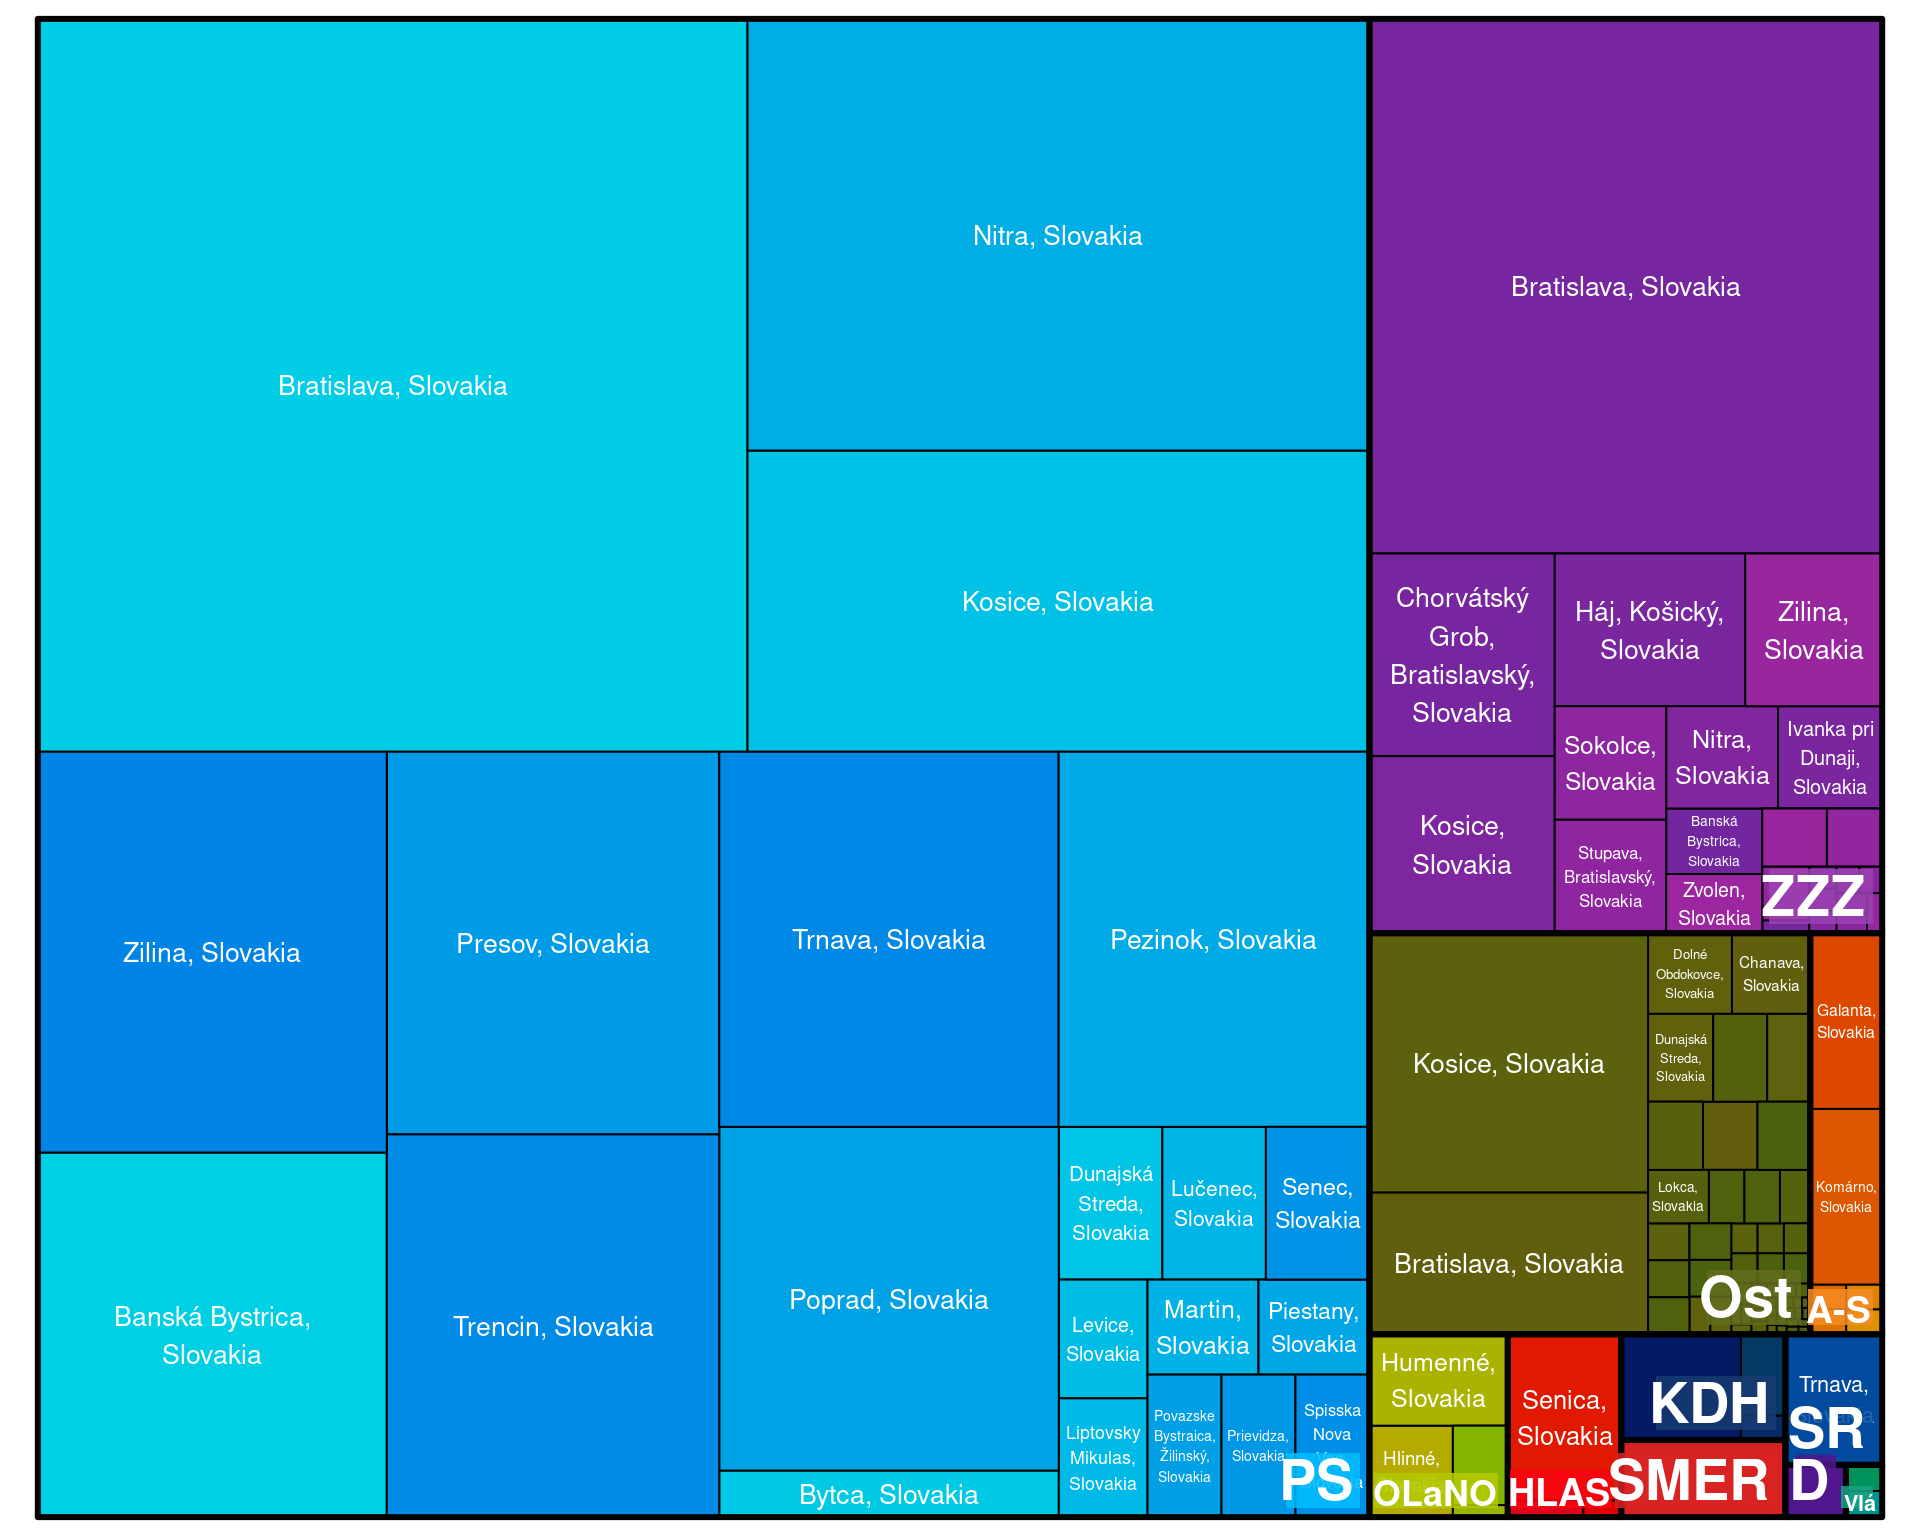 Bratislava, Slovakia
Nitra, Slovakia
Kosice, Slovakia
Zilina, Slovakia
Presov, Slovakia
Trnava, Slovakia
Pezinok, Slovakia
Banská Bystrica,
Slovakia
Trencin, Slovakia
Poprad, Slovakia
Bytca, Slovakia
Dunajská
Streda,
Slovakia
Lučenec,
Slovakia
Senec,
Slovakia
Levice,
Slovakia
Martin,
Slovakia
Piestany,
Slovakia
Liptovsky
Mikulas,
Slovakia
Povazske
Bystraica,
Žilinský,
Slovakia
Prievidza,
Slovakia
Spisska
Nova
PS
Bratislava, Slovakia
Chorvátský
Grob,
Bratislavský,
Slovakia
Háj, Košický,
Slovakia
Zilina,
Slovakia
Kosice,
Slovakia
Sokolce,
Slovakia
Nitra,
Slovakia
Ivanka pri
Dunaji,
Slovakia
Stupava,
Bratislavský,
Slovakia
Banská
Bystrica,
Slovakia
Zvolen,
Slovakia
ZZZ
Kosice, Slovakia
Bratislava, Slovakia
Dolné
Obdokovce,
Slovakia
Chanava,
Slovakia
Dunajská
Streda,
Slovakia
Lokca,
Slovakia
Ost
Galanta,
Slovakia
Komárno,
Slovakia
A-S
Humenné,
Slovakia
Hlinné,
OLaNO
Senica,
Slovakia
HLAS
KDH
SMER
Trnava,
SR
D
Vlá